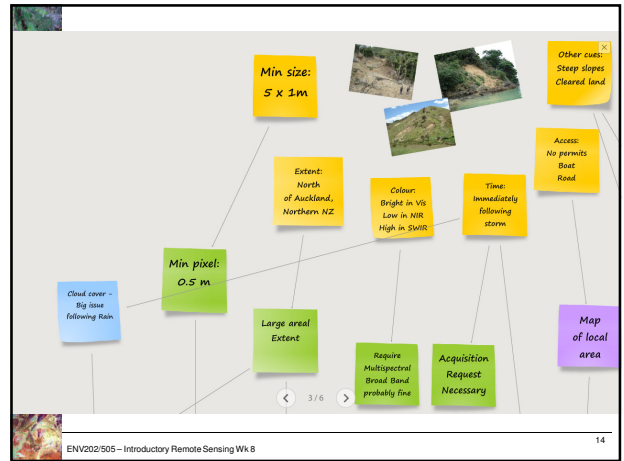 Min size:
5 x 1m
Other cues:
Steep slopes
Cleared land
Access:
No permits
Boat
Road
Extent:
North
of Auckland,
Northern NZ
Colour:
Bright in Vis
Low in NIR
High in SWIR
Time:
Immediately
following
storm
Min pixel:
0.5 m
Cloud cover -
Big issue
following Rain
Large areal
Extent
Map
of local
area
Require
Multispectral
Broad Band
probably fine
Acquisition
Request
Necessary
3/6
ENV202/505 – Introductory Remote Sensing Wk 8
14